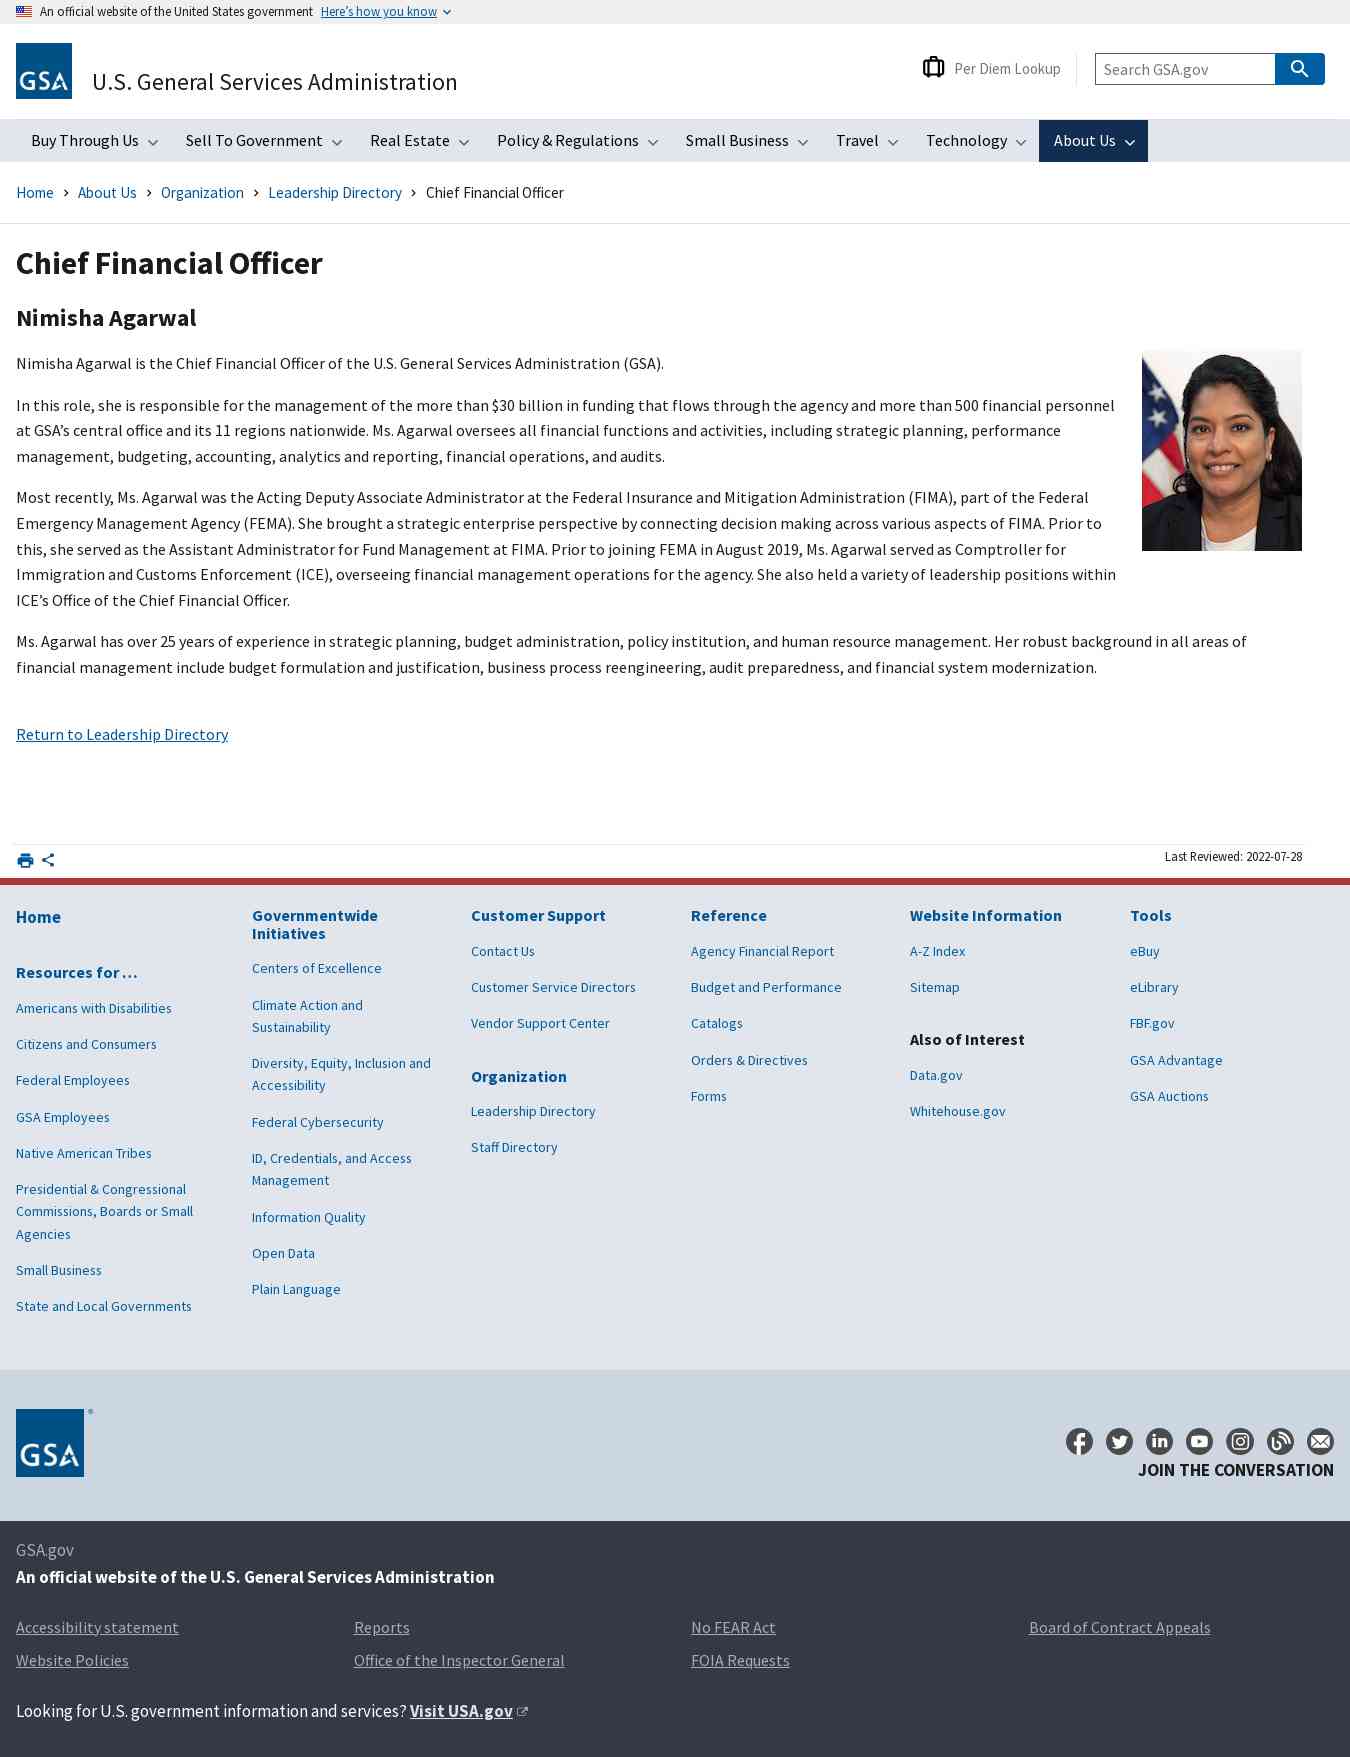 An official website of the United States government Here's how you know
GSA
U.S. General Services Administration
Per Diem Lookup
Search GSA.gov
Buy Through Us Sell To Government Real Estate Policy & Regulations Small Business Travel Technology About Us
Home > About Us > Organization > Leadership Directory > Chief Financial Officer
Chief Financial Officer
Nimisha Agarwal
Nimisha Agarwal is the Chief Financial Officer of the U.S. General Services Administration (GSA).
In this role, she is responsible for the management of the more than $30 billion in funding that flows through the agency and more than 500 financial personnel
at GSA’s central office and its 11 regions nationwide. Ms. Agarwal oversees all financial functions and activities, including strategic planning, performance
management, budgeting, accounting, analytics and reporting, financial operations, and audits.
Most recently, Ms. Agarwal was the Acting Deputy Associate Administrator at the Federal Insurance and Mitigation Administration (FIMA), part of the Federal
Emergency Management Agency (FEMA). She brought a strategic enterprise perspective by connecting decision making across various aspects of FIMA. Prior to
this, she served as the Assistant Administrator for Fund Management at FIMA. Prior to joining FEMA in August 2019, Ms. Agarwal served as Comptroller for
Immigration and Customs Enforcement (ICE), overseeing financial management operations for the agency. She also held a variety of leadership positions within
ICE’s Office of the Chief Financial Officer.
Ms. Agarwal has over 25 years of experience in strategic planning, budget administration, policy institution, and human resource management. Her robust background in all areas of
financial management include budget formulation and justification, business process reengineering, audit preparedness, and financial system modernization.
Return to Leadership Directory
Last Reviewed: 2022-07-28
Home
Resources for …
Americans with Disabilities
Citizens and Consumers
Federal Employees
GSA Employees
Native American Tribes
Presidential & Congressional
Commissions, Boards or Small
Agencies
Small Business
State and Local Governments
Governmentwide
Initiatives
Centers of Excellence
Climate Action and
Sustainability
Diversity, Equity, Inclusion and
Accessibility
Federal Cybersecurity
ID, Credentials, and Access
Management
Information Quality
Open Data
Plain Language
Customer Support
Contact Us
Customer Service Directors
Vendor Support Center
Organization
Leadership Directory
Staff Directory
Reference
Agency Financial Report
Budget and Performance
Catalogs
Orders & Directives
Forms
Website Information
A-Z Index
Sitemap
Also of Interest
Data.gov
Whitehouse.gov
Tools
eBuy
eLibrary
FBF.gov
GSA Advantage
GSA Auctions
GSA ®
JOIN THE CONVERSATION
GSA.gov
An official website of the U.S. General Services Administration
Accessibility statement Reports No FEAR Act Board of Contract Appeals
Website Policies Office of the Inspector General FOIA Requests
Looking for U.S. government information and services? Visit USA.gov